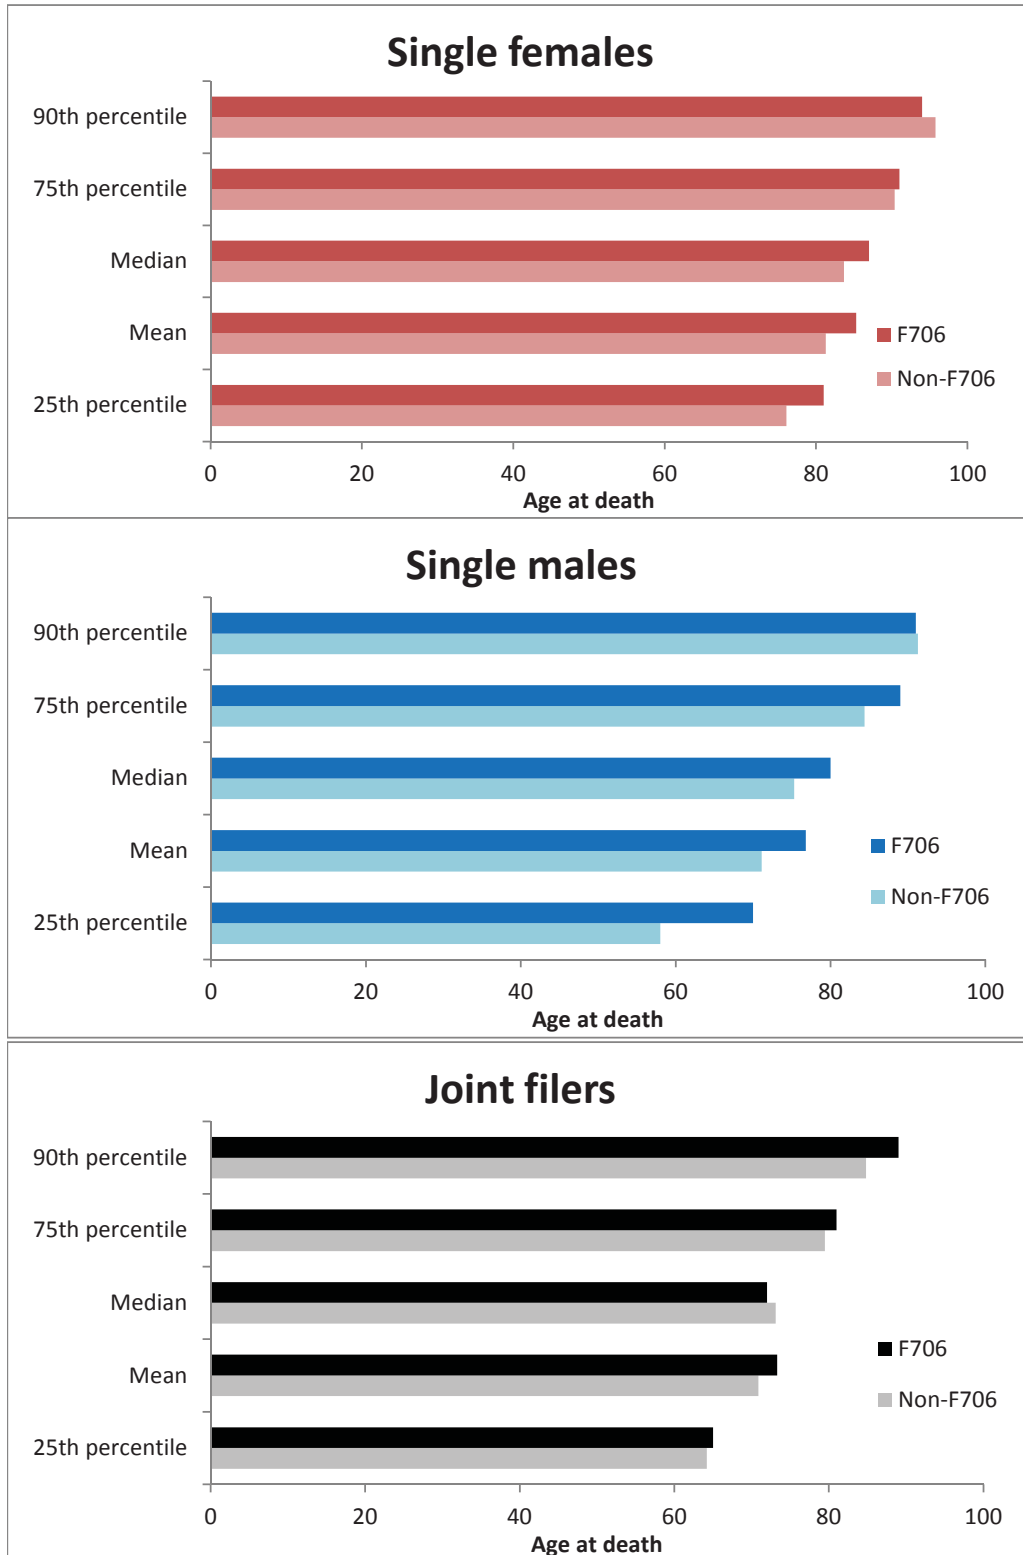 Single females
90th percentile
75th percentile
Median
Mean
25th percentile
F706
Non-F706
0 20 40 60 80 100
Age at death
Single males
90th percentile
75th percentile
Median
Mean
25th percentile
F706
Non-F706
0 20 40 60 80 100
Age at death
Joint filers
90th percentile
75th percentile
Median
Mean
25th percentile
F706
Non-F706
0 20 40 60 80 100
Age at death